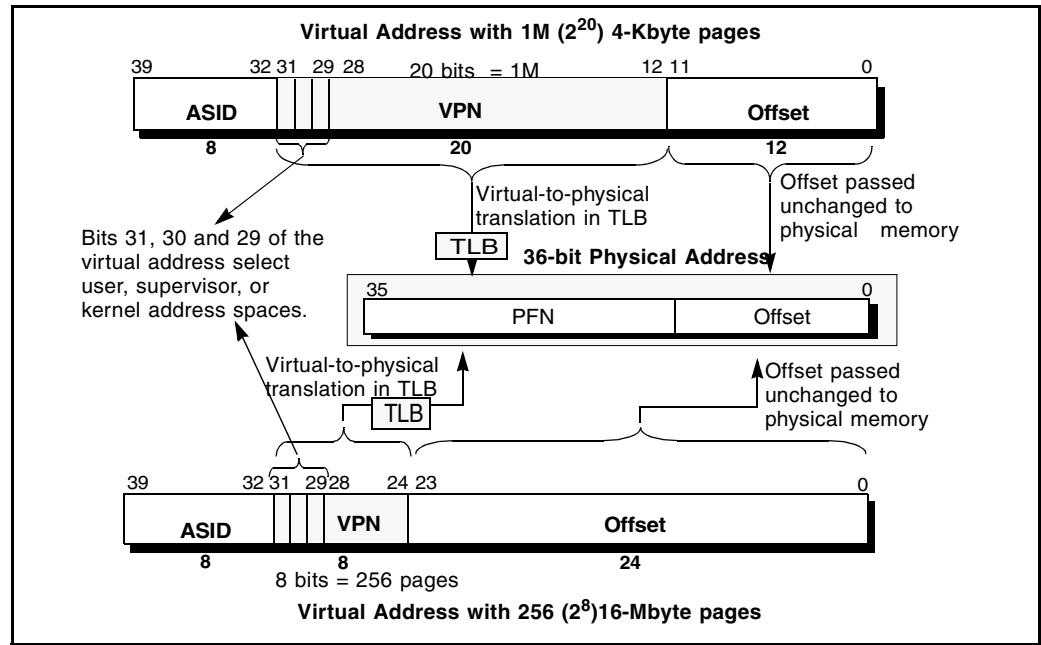 Virtual Address with 1M (2^20) 4-Kbyte pages
39 32 31 29 28 20 bits = 1M 12 11 0
ASID VPN Offset
8 20 12
Virtual-to-physical
translation in TLB
Offset passed
unchanged to
physical memory
TLB
Bits 31, 30 and 29 of the
virtual address select
user, supervisor, or
kernel address spaces.
36-bit Physical Address
35 0
PFN Offset
Virtual-to-physical
translation in TLB
TLB
Offset passed
unchanged to
physical memory
39 32 31 29 28 24 23 0
ASID VPN Offset
8 8 24
8 bits = 256 pages
Virtual Address with 256 (2^8)16-Mbyte pages